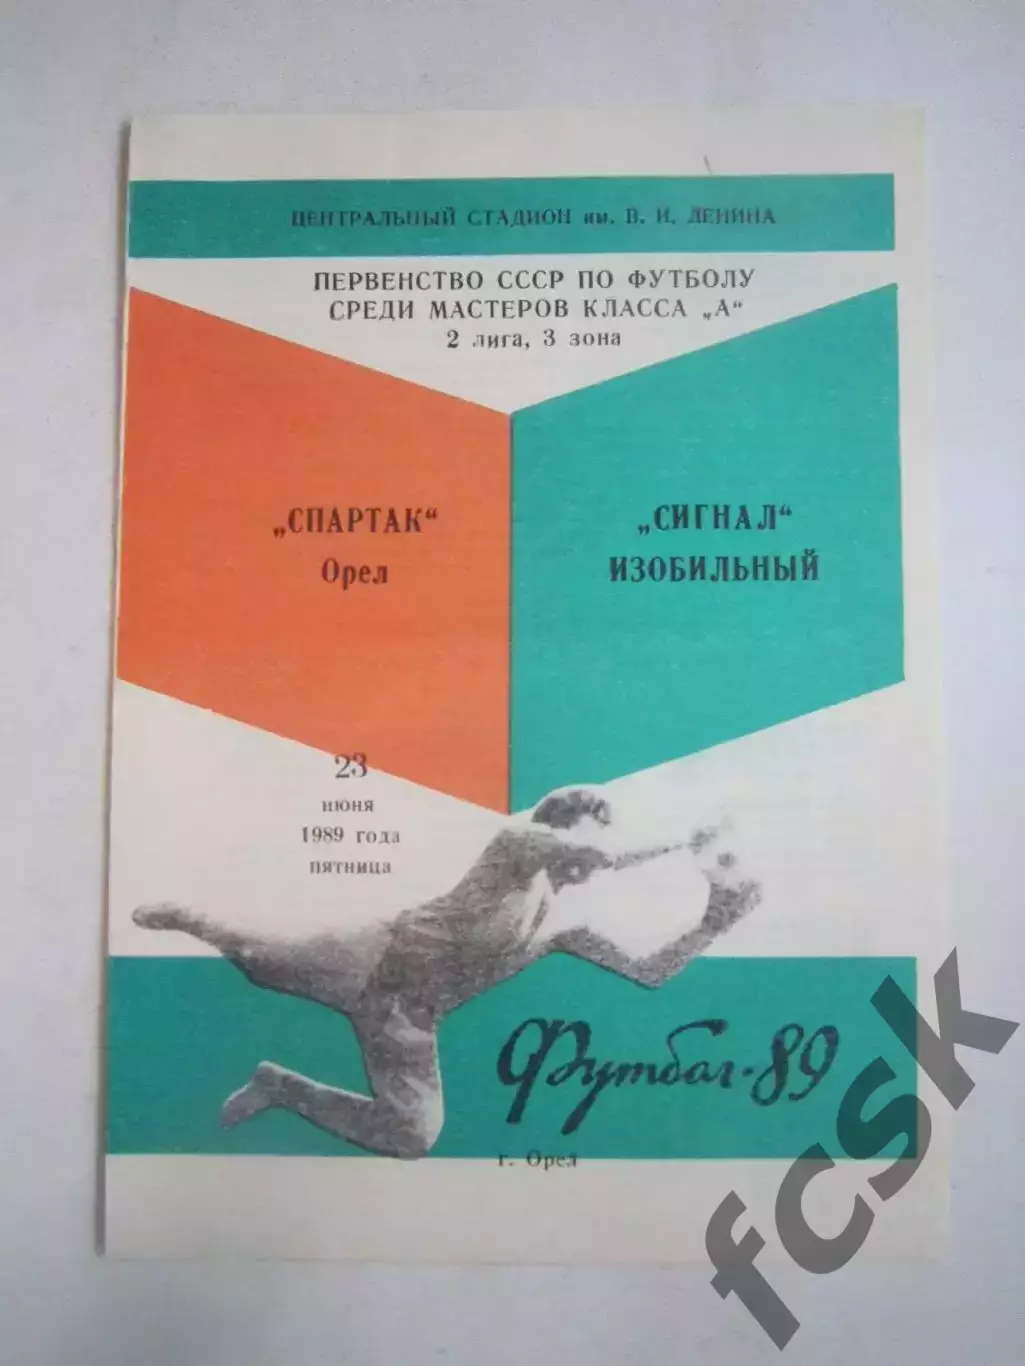 ЦЕНТРАЛЬНЫЙ СТАДИОН им. В. И. ЛЕНИНА
ПЕРВЕНСТВО СССР ПО ФУТБОЛУ
СРЕДИ МАСТЕРОВ КЛАССА „А“
2 лига, 3 зона
„СПАРТАК“
Орел
„СИГНАЛ“
ИЗОБИЛЬНЫЙ
23
июня
1989 года
пятница
Футбол-89
г. Орел
fcsk